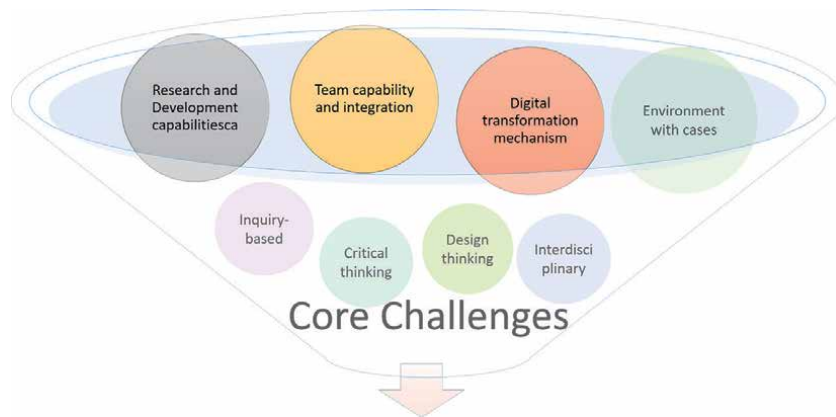 Research and
Development
capabilitiesca
Team capability
and integration
Digital
transformation
mechanism
Environment
with cases
Inquiry-
based
Critical
thinking
Design
thinking
Interdisci
plinary
Core Challenges